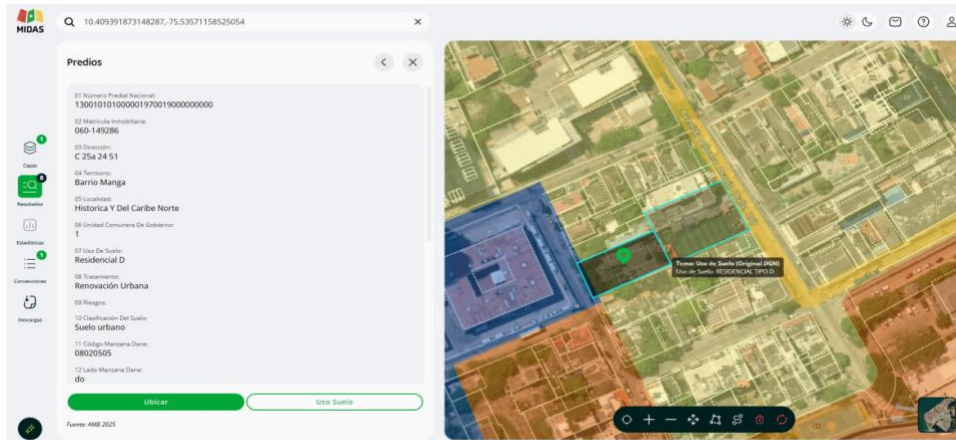 MIDAS
10.409391873148287,-75.53571158525054
Predios
01 Número Predial Nacional:
130010101000001970019000000000
02 Matricula Inmobiliaria:
060-149286
03 Dirección:
C 25a 24 51
04 Territorio:
Barrio Manga
05 Localidad:
Historica Y Del Caribe Norte
06 Unidad Comunera De Gobierno:
1
07 Uso De Suelo:
Residencial D
08 Tratamiento:
Renovación Urbana
09 Riesgos:
10 Clasificación Del Suelo:
Suelo urbano
11 Código Manzana Dane:
08020505
12 Lado Manzana Dane:
do
Ubicar
Uso Suelo
Fuente: AMB 2025
Capas
Resultados
Estadísticas
Convenciones
Descargas
Tema: Uso de Suelo (Original DGN)
Uso de Suelo: RESIDENCIAL TIPO D